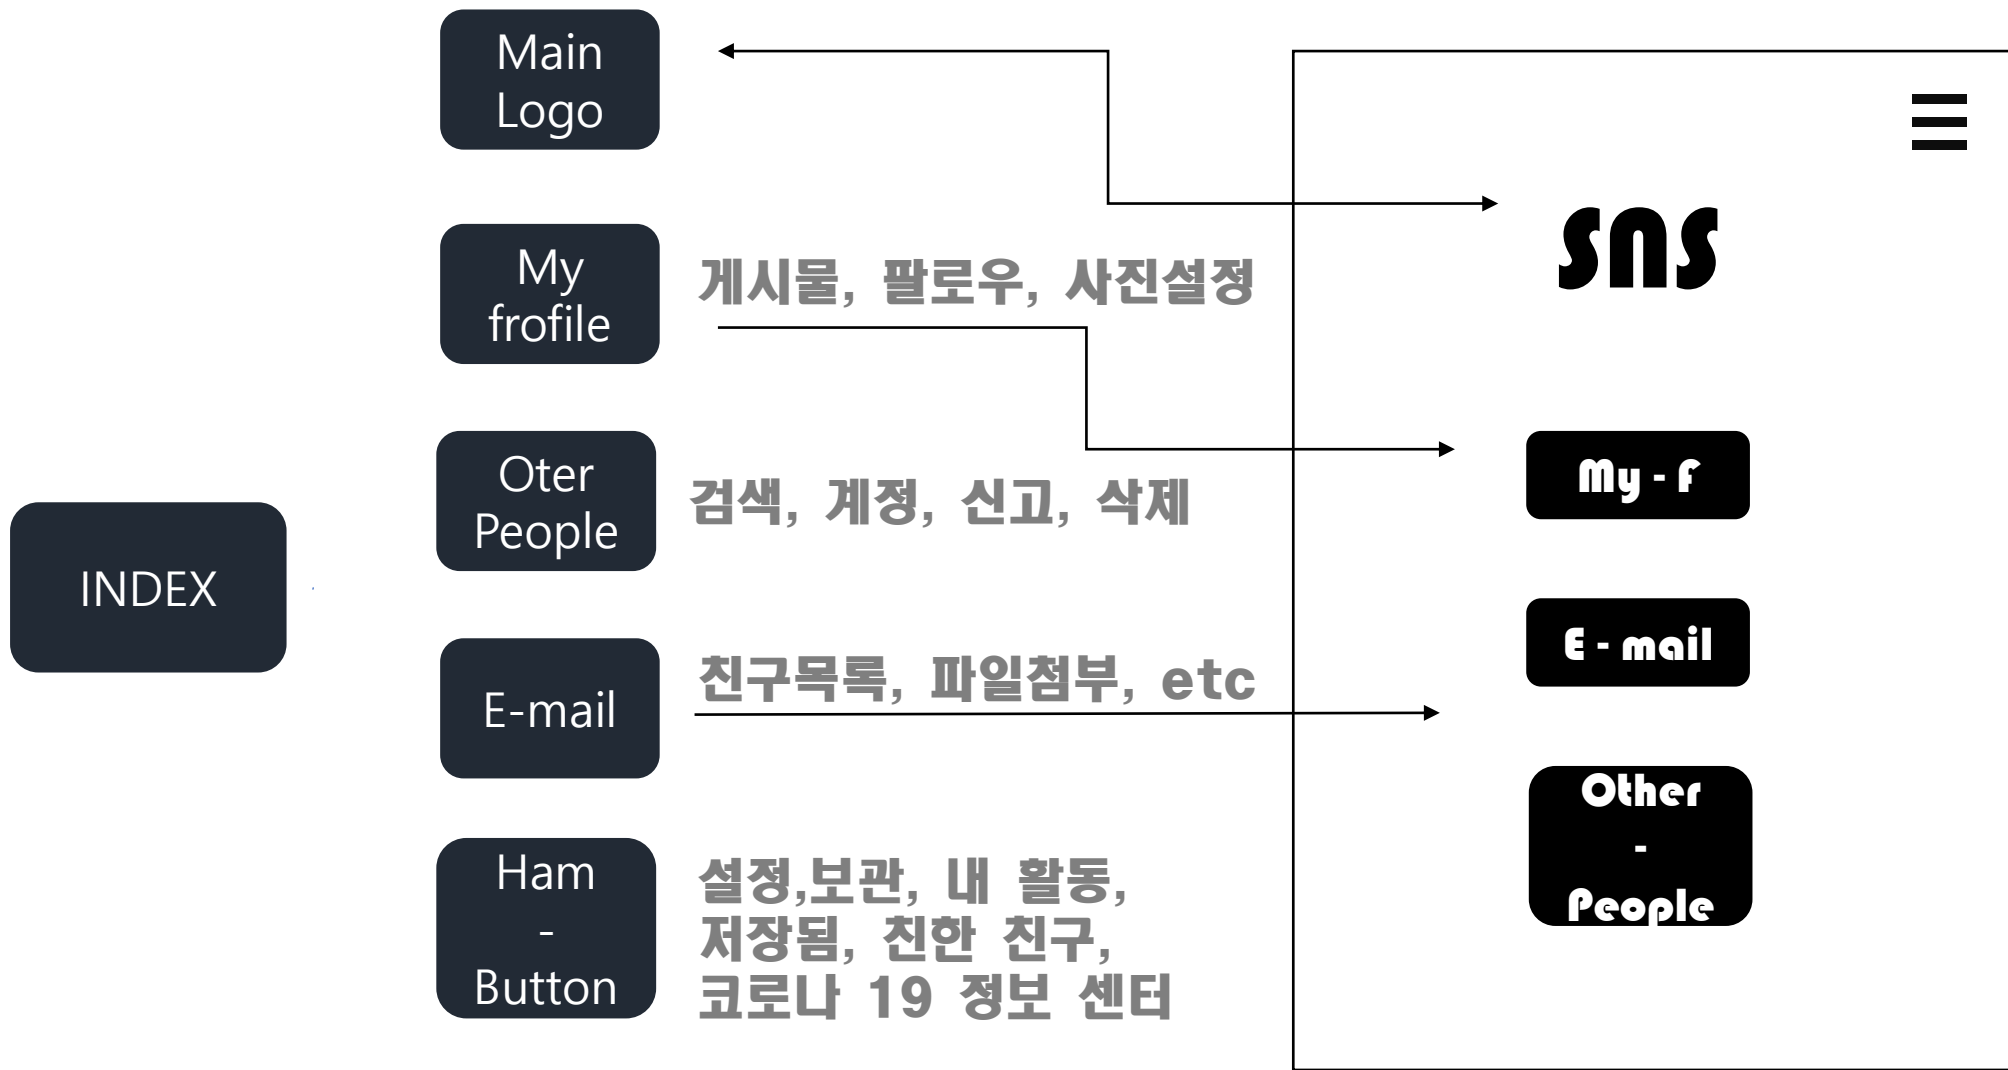 Main
Logo
My
frofile
게시물, 팔로우, 사진설정
Oter
People
검색, 계정, 신고, 삭제
INDEX
E-mail
친구목록, 파일첨부, etc
Ham
-
Button
설정,보관, 내 활동,
저장됨, 친한 친구,
코로나 19 정보 센터
SNS
My - F
E - mail
Other
-
People